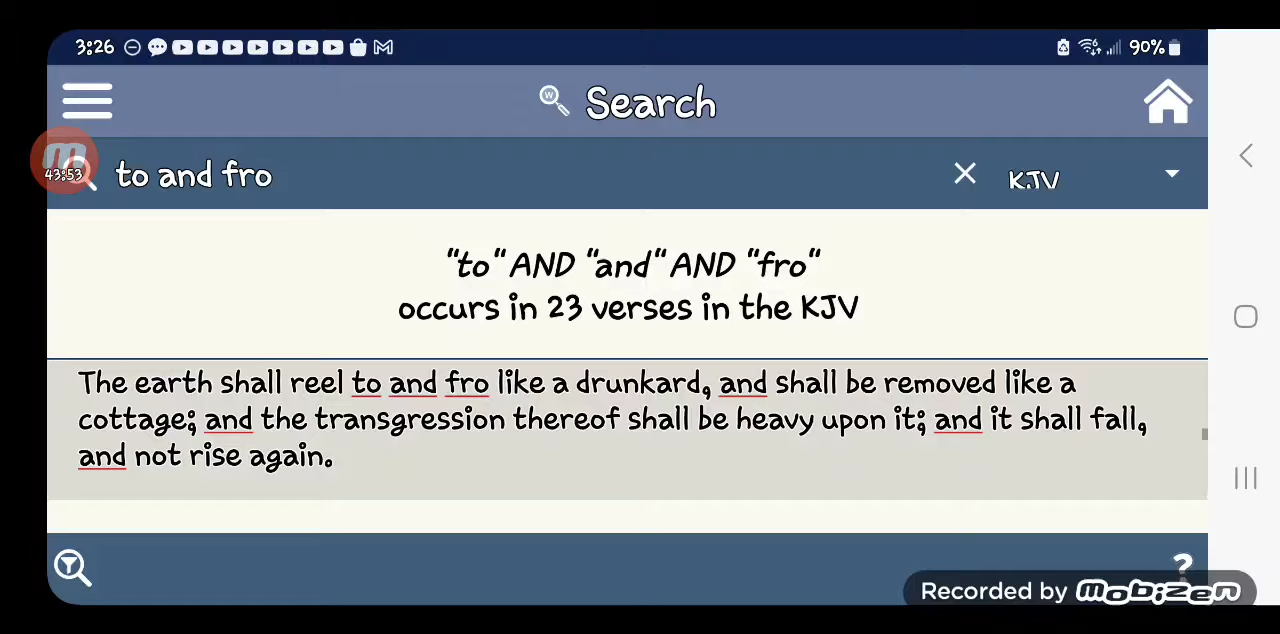 3:26 90%
Search
43:53 to and fro KJV
"to" AND "and" AND "fro"
occurs in 23 verses in the KJV
The earth shall reel to and fro like a drunkard, and shall be removed like a
cottage; and the transgression thereof shall be heavy upon it; and it shall fall,
and not rise again.
?
Recorded by mobizen